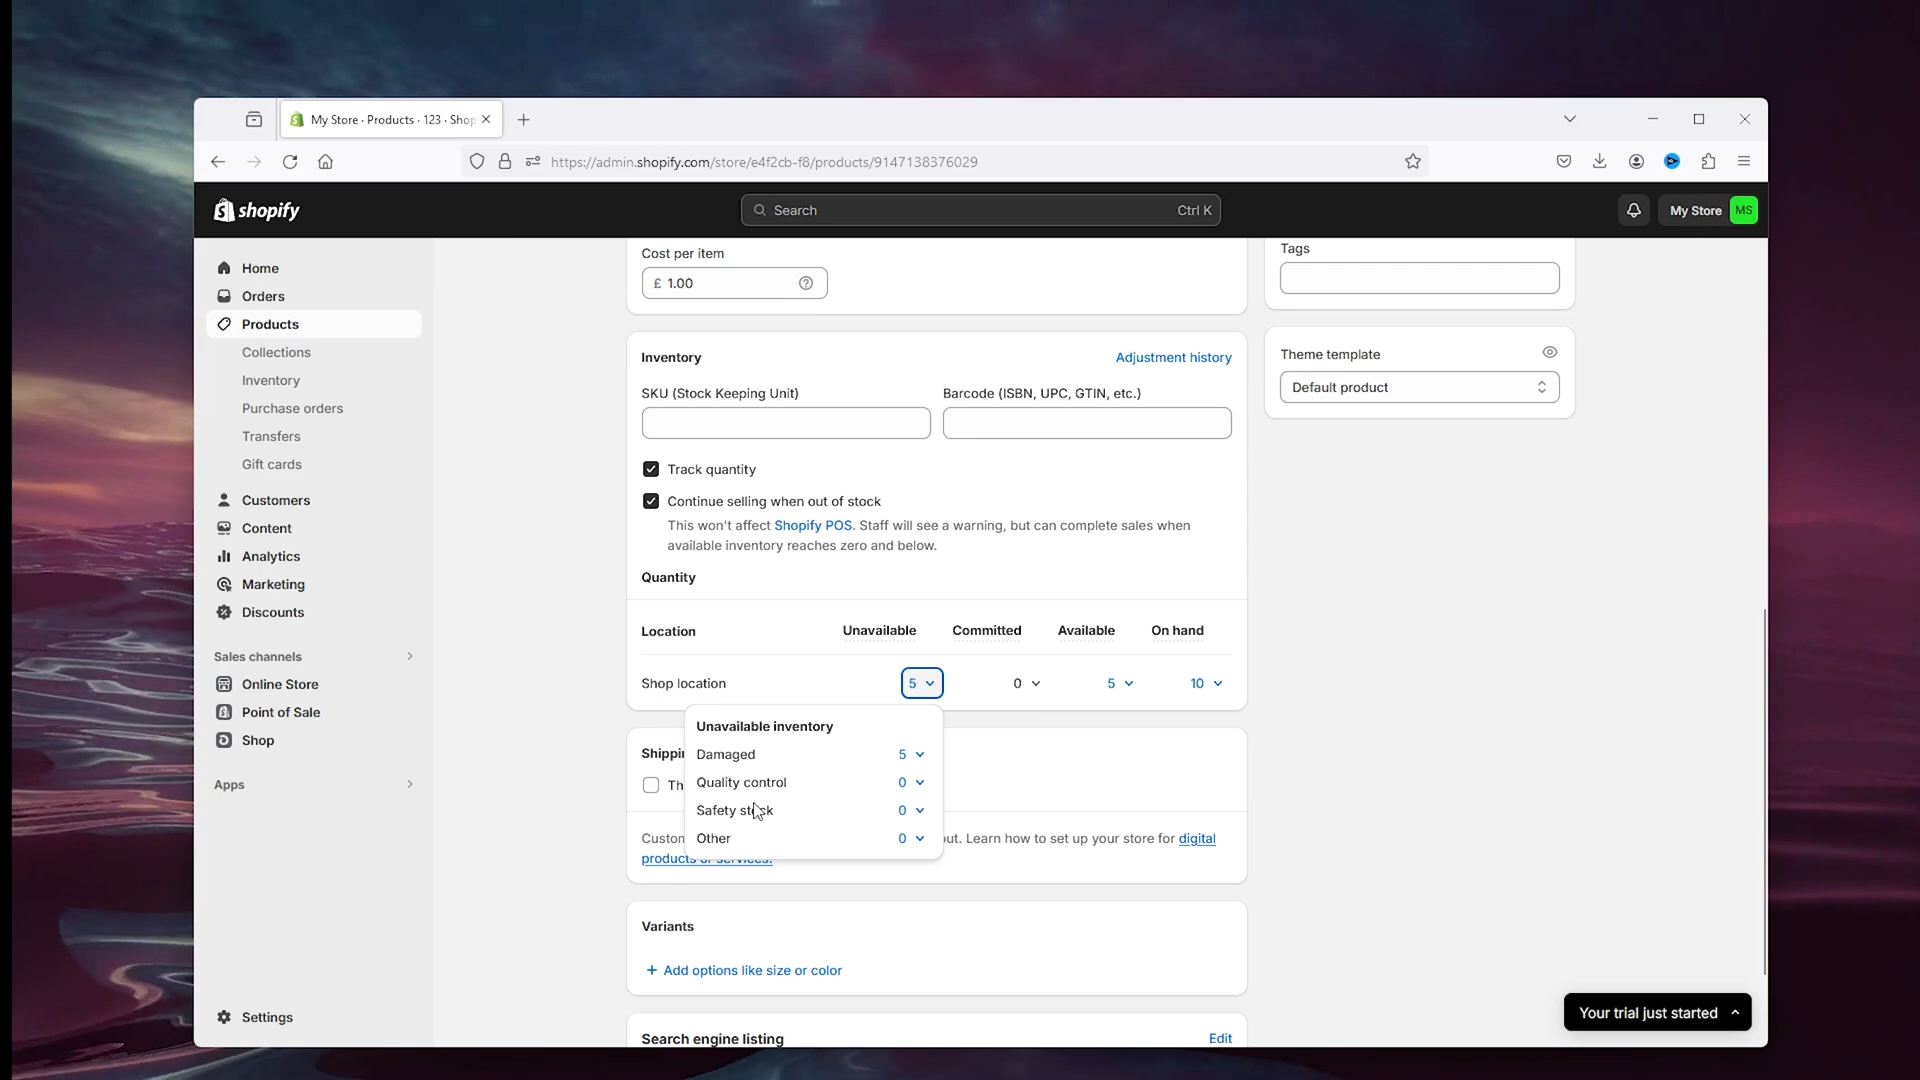 My Store · Products · 123 · Shop
https://admin.shopify.com/store/e4f2cb-f8/products/9147138376029
shopify
Search
Ctrl K
My Store
MS
Home
Orders
Products
Collections
Inventory
Purchase orders
Transfers
Gift cards
Customers
Content
Analytics
Marketing
Discounts
Sales channels
Online Store
Point of Sale
Shop
Apps
Settings
Cost per item
£ 1.00
Inventory
Adjustment history
SKU (Stock Keeping Unit)
Barcode (ISBN, UPC, GTIN, etc.)
Track quantity
Continue selling when out of stock
This won't affect Shopify POS. Staff will see a warning, but can complete sales when
available inventory reaches zero and below.
Quantity
Location Unavailable Committed Available On hand
Shop location 5 0 5 10
Unavailable inventory
Damaged 5
Quality control 0
Safety stock 0
Other 0
Shippin
Th
Custon
out. Learn how to set up your store for digital
products or services.
Variants
+ Add options like size or color
Search engine listing
Edit
Tags
Theme template
Default product
Your trial just started